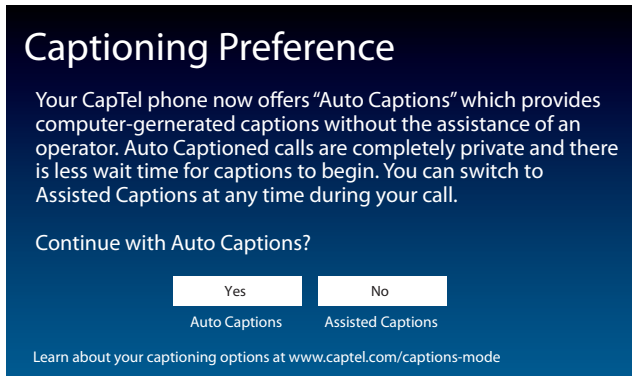 Captioning Preference
Your CapTel phone now offers “Auto Captions” which provides
computer-gernerated captions without the assistance of an
operator. Auto Captioned calls are completely private and there
is less wait time for captions to begin. You can switch to
Assisted Captions at any time during your call.
Continue with Auto Captions?
Yes No
Auto Captions Assisted Captions
Learn about your captioning options at www.captel.com/captions-mode